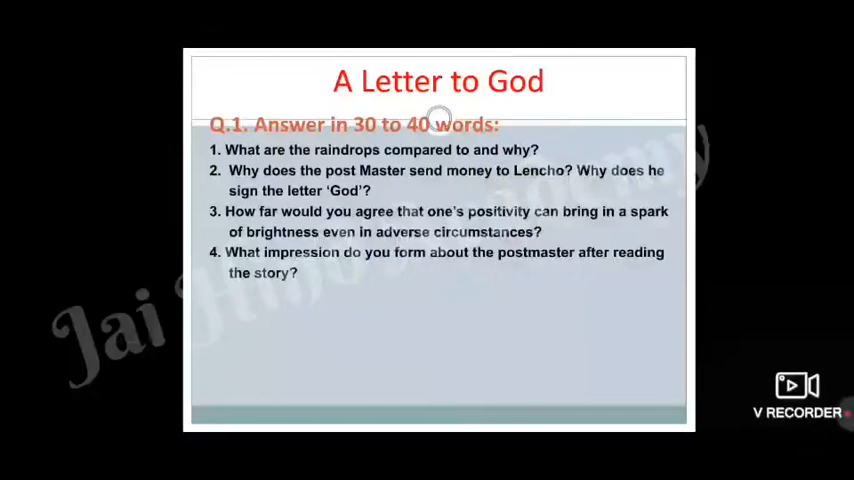 A Letter to God
Q.1. Answer in 30 to 40 words:
1. What are the raindrops compared to and why?
2. Why does the post Master send money to Lencho? Why does he
sign the letter 'God'?
3. How far would you agree that one's positivity can bring in a spark
of brightness even in adverse circumstances?
4. What impression do you form about the postmaster after reading
the story?
Jai Hind Academy
V RECORDER